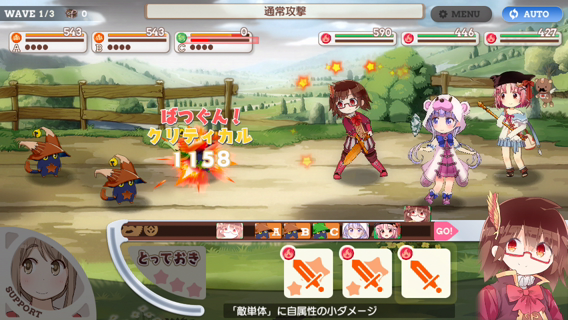 WAVE 1/3
通常攻撃
MENU
AUTO
543
A
543
B
0
C
590
446
427
ばつぐん!
クリティカル
1158
A
B
C
GO!
とっておき
SUPPORT
「敵単体」に自属性の小ダメージ